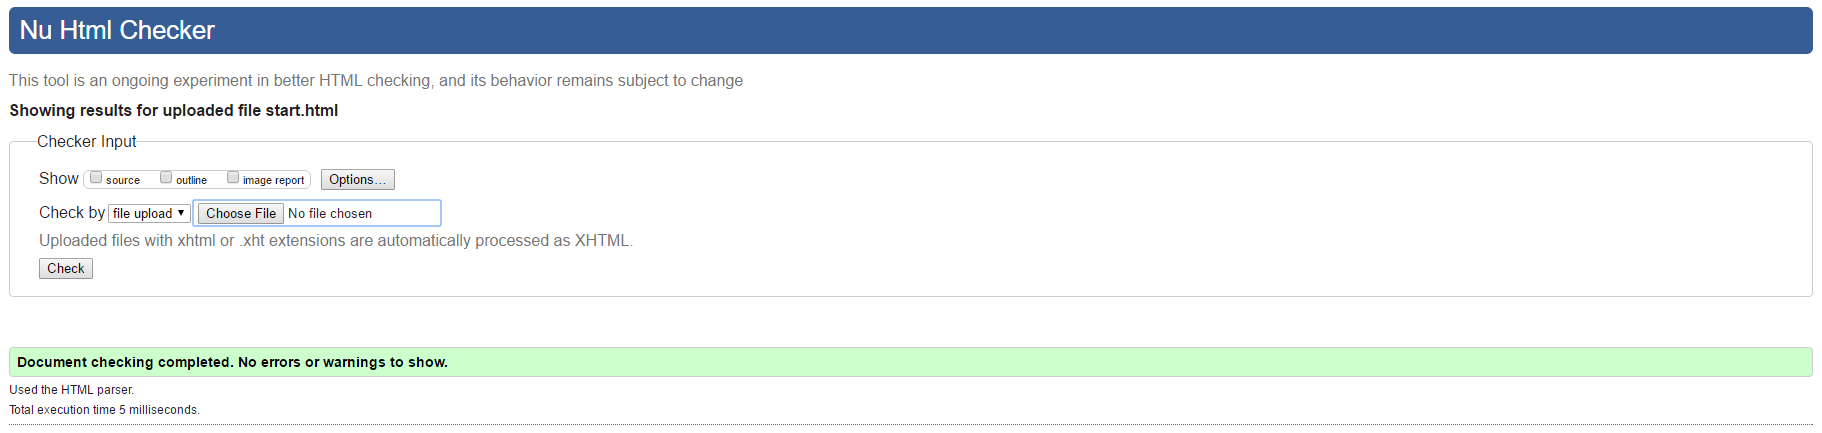 Nu Html Checker
This tool is an ongoing experiment in better HTML checking, and its behavior remains subject to change
Showing results for uploaded file start.html
Checker Input
Show source outline image report Options...
Check by file upload Choose File No file chosen
Uploaded files with xhtml or .xht extensions are automatically processed as XHTML.
Check
Document checking completed. No errors or warnings to show.
Used the HTML parser.
Total execution time 5 milliseconds.